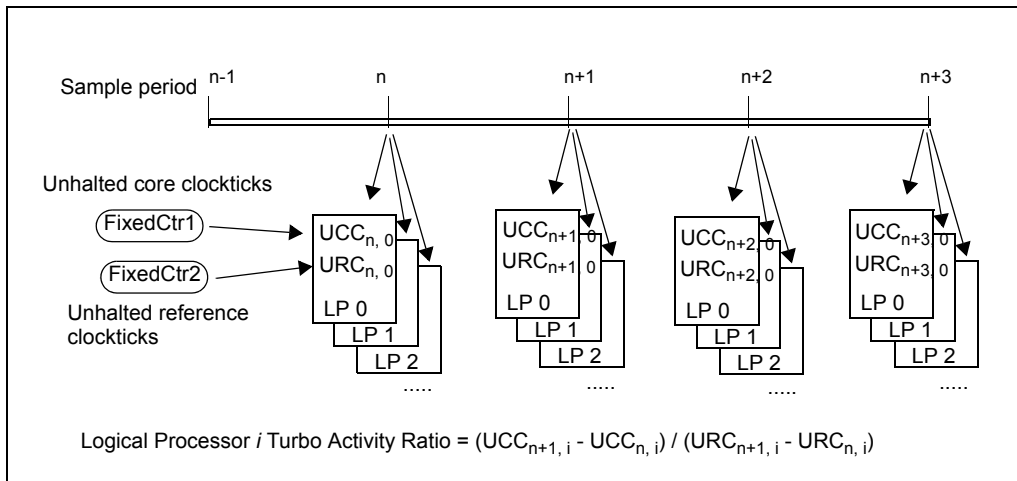 n-1 n n+1 n+2 n+3
Sample period
Unhalted core clockticks
FixedCtr1
FixedCtr2
Unhalted reference
clockticks
UCCn, 0 UCCn+1, 0 UCCn+2, 0 UCCn+3, 0
URCn, 0 URCn+1, 0 URCn+2, 0 URCn+3, 0
LP 0 LP 0 LP 0 LP 0
LP 1 LP 1 LP 1 LP 1
LP 2 LP 2 LP 2 LP 2
..... ..... ..... .....
Logical Processor i Turbo Activity Ratio = (UCCn+1, i - UCCn, i) / (URCn+1, i - URCn, i)